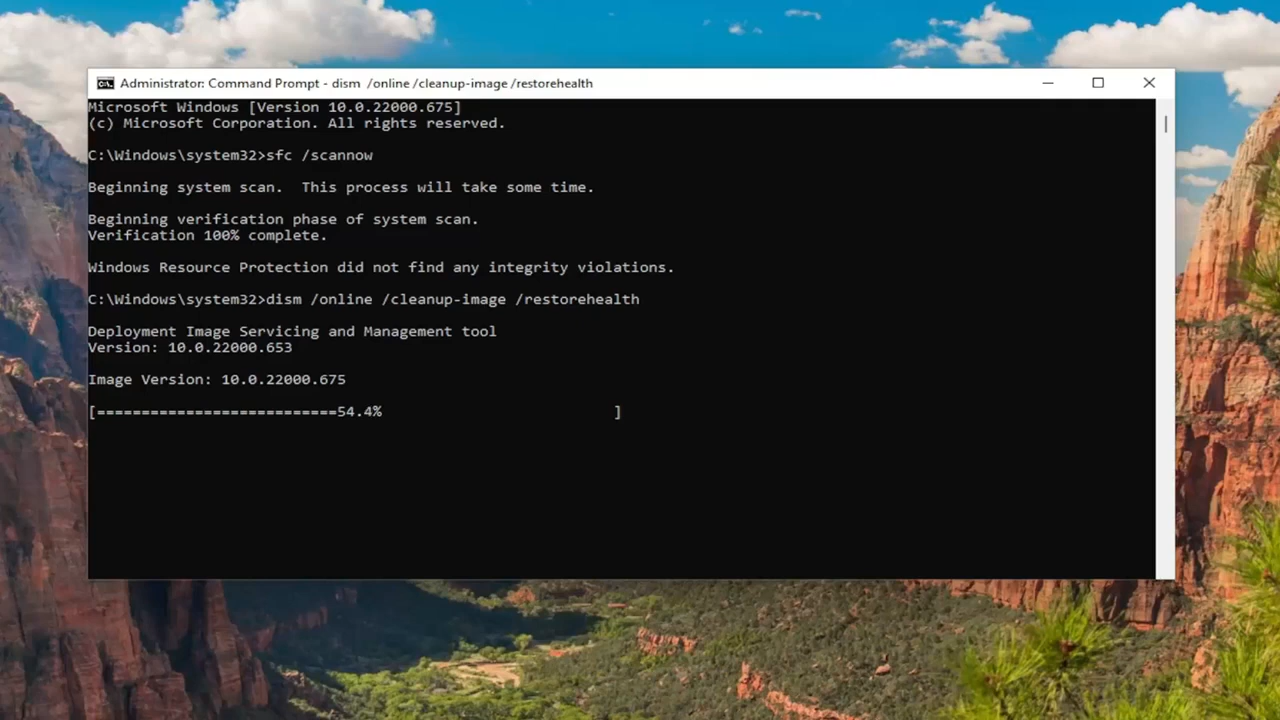 Administrator: Command Prompt - dism  /online /cleanup-image /restorehealth
Microsoft Windows [Version 10.0.22000.675]
(c) Microsoft Corporation. All rights reserved.
C:\Windows\system32>sfc /scannow
Beginning system scan.  This process will take some time.
Beginning verification phase of system scan.
Verification 100% complete.
Windows Resource Protection did not find any integrity violations.
C:\Windows\system32>dism /online /cleanup-image /restorehealth
Deployment Image Servicing and Management tool
Version: 10.0.22000.653
Image Version: 10.0.22000.675
[===========================54.4%                          ]